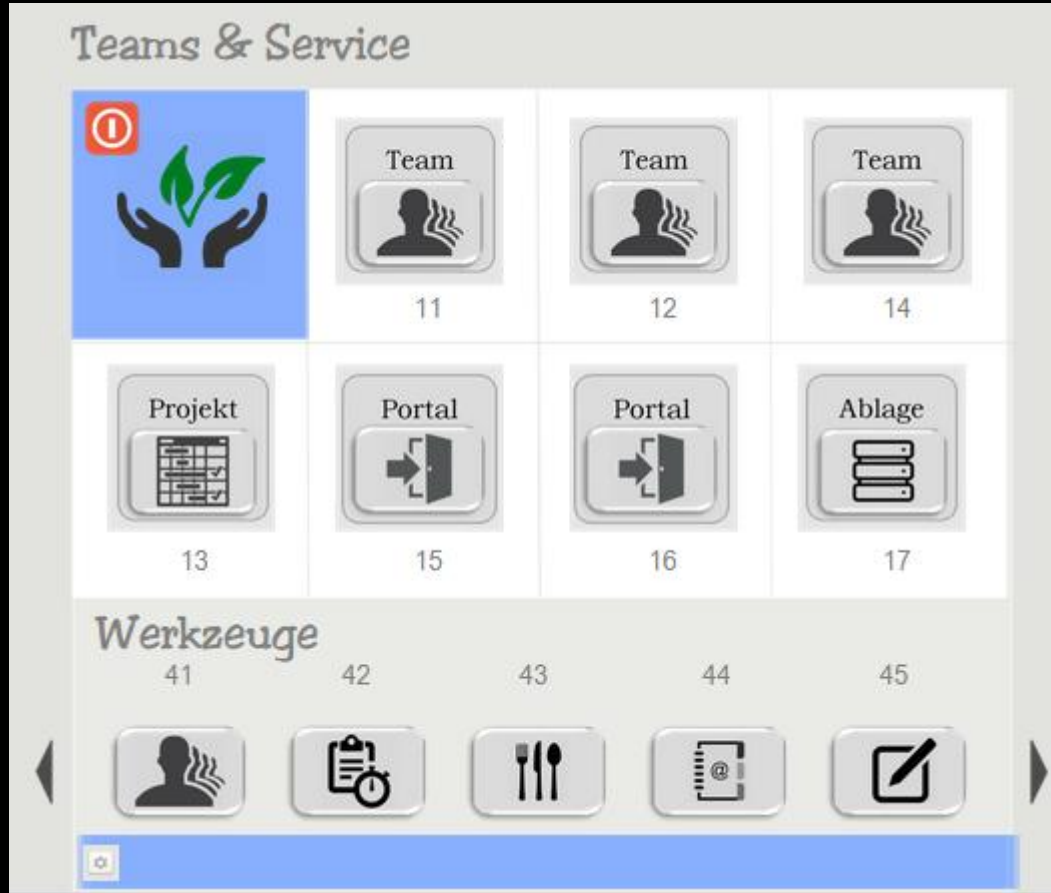 Teams & Service
Team Team Team
11 12 14
Projekt Portal Portal Ablage
13 15 16 17
Werkzeuge
41 42 43 44 45
@